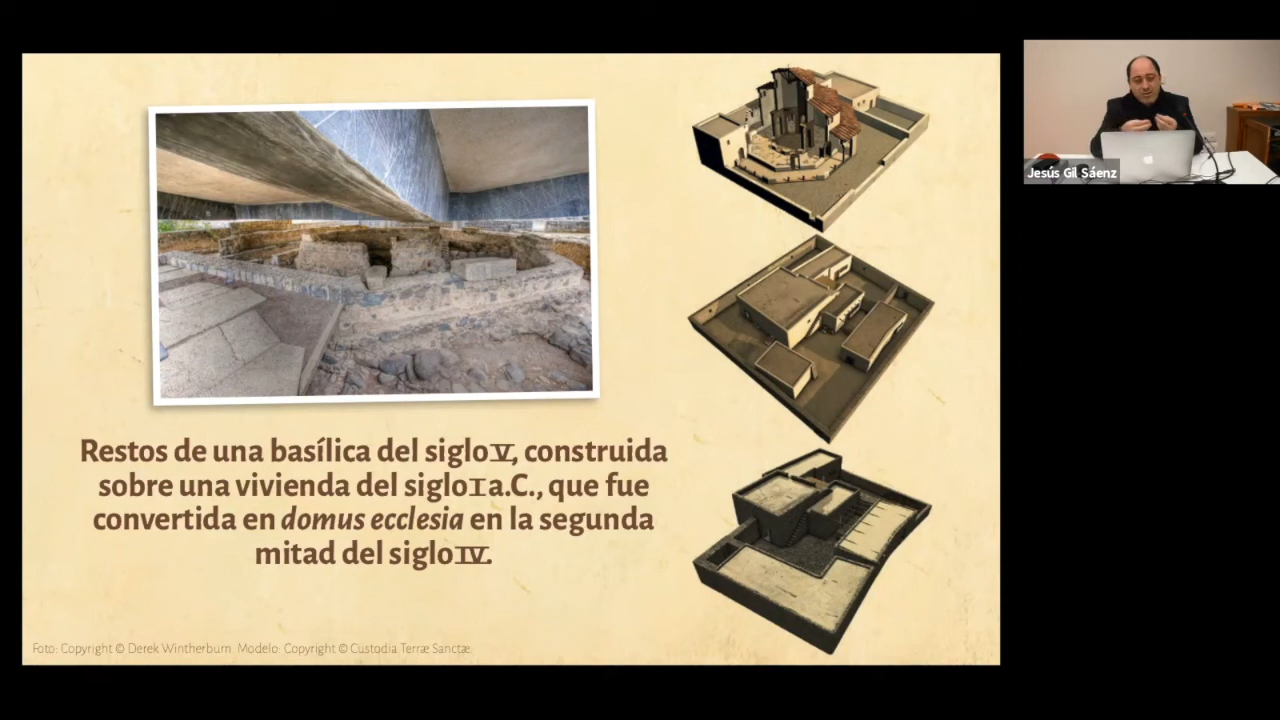 Restos de una basílica del siglo V, construida
sobre una vivienda del siglo I a.C., que fue
convertida en domus ecclesia en la segunda
mitad del siglo IV.
Foto: Copyright © Derek Wintherburn. Modelo: Copyright © Custodia Terræ Sanctæ.
Jesús Gil Sáenz